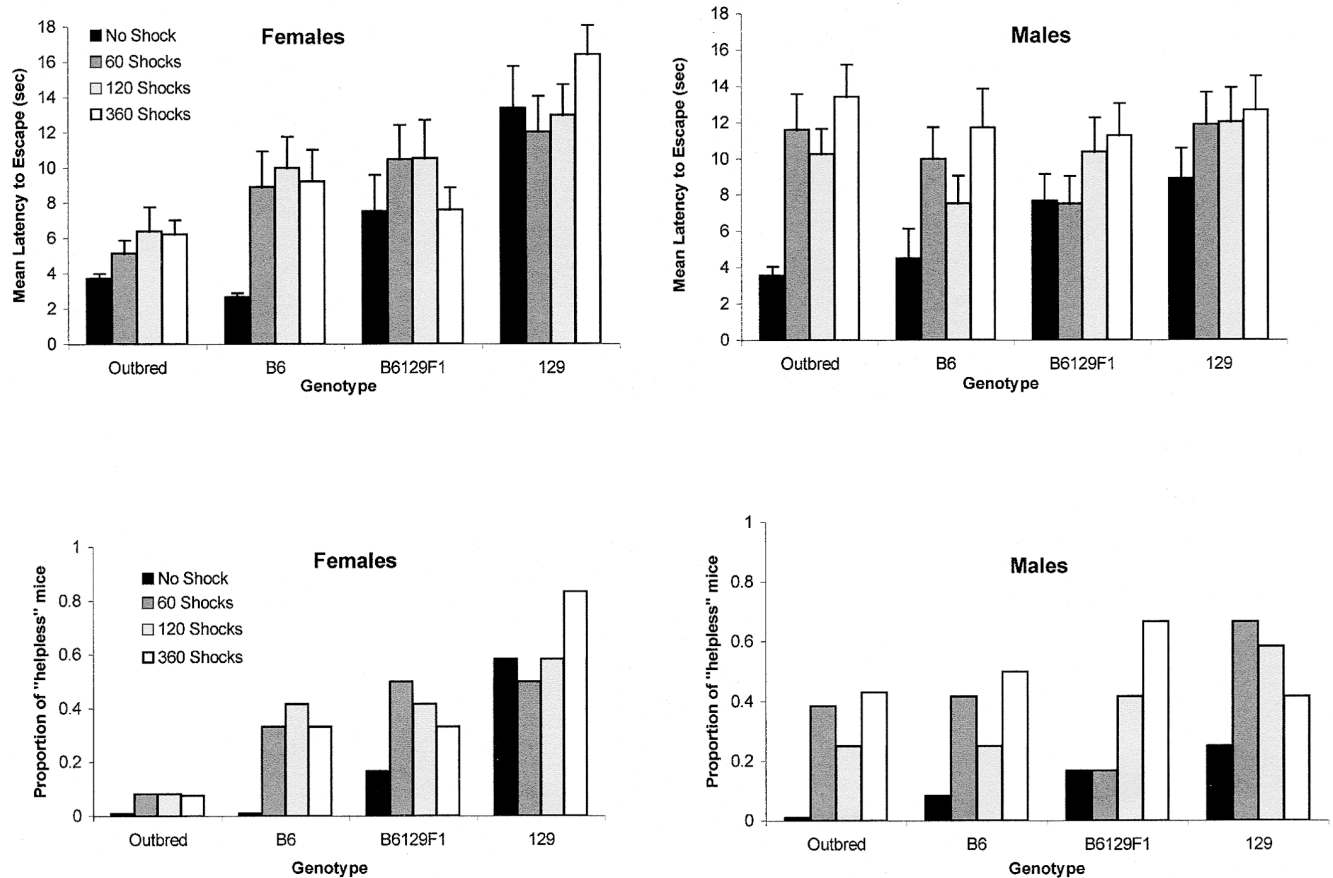 Females
No Shock
60 Shocks
120 Shocks
360 Shocks
Mean Latency to Escape (sec)
18
16
14
12
10
8
6
4
2
0
Outbred B6 B6129F1 129
Genotype
Males
Mean Latency to Escape (sec)
18
16
14
12
10
8
6
4
2
0
Outbred B6 B6129F1 129
Genotype
Females
No Shock
60 Shocks
120 Shocks
360 Shocks
Proportion of "helpless" mice
1
0.8
0.6
0.4
0.2
0
Outbred B6 B6129F1 129
Genotype
Males
Proportion of "helpless" mice
1
0.8
0.6
0.4
0.2
0
Outbred B6 B6129F1 129
Genotype